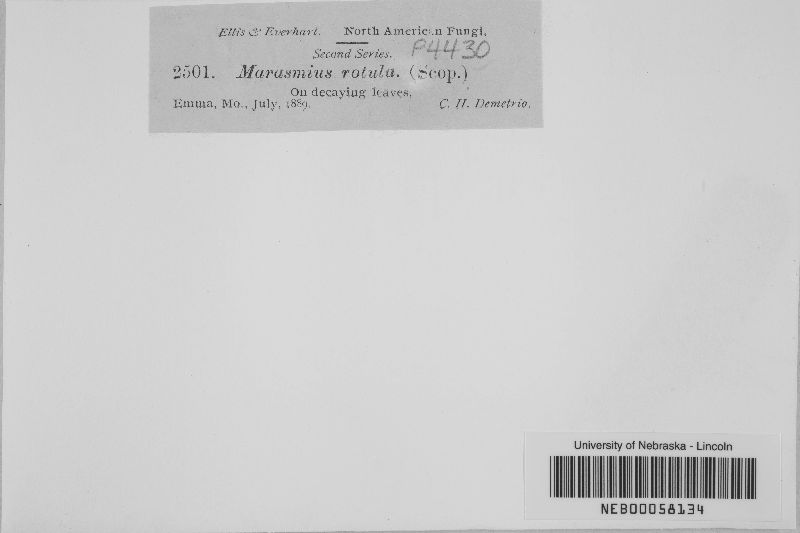 Ellis & Everhart. North American Fungi.
Second Series. P4430
2501. Marasmius rotula. (Scop.)
On decaying leaves.
Emma, Mo., July, 1889. C. H. Demetrio.
University of Nebraska - Lincoln
NEB00058134